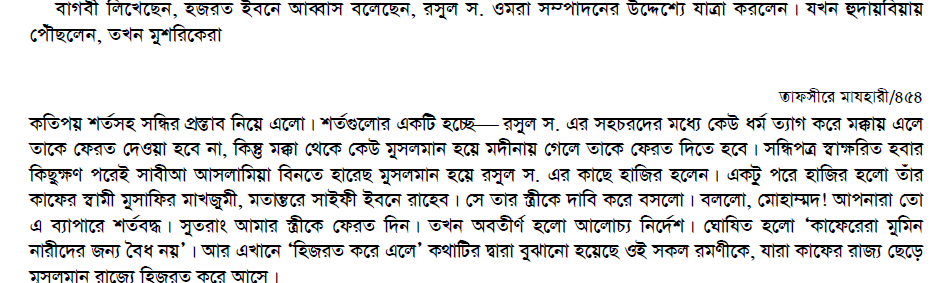 বাগবী লিখেছেন, হজরত ইবনে আব্বাস বলেছেন, রসুল স. ওমরা সম্পাদনের উদ্দেশ্যে যাত্রা করলেন। যখন হুদায়বিয়ায়
পৌঁছলেন, তখন মুশরিকেরা
তাফসীরে মাযহারী/৪৫৪
কতিপয় শর্তসহ সন্ধির প্রস্তাব নিয়ে এলো। শর্তগুলোর একটি হচ্ছে— রসুল স. এর সহচরদের মধ্যে কেউ ধর্ম ত্যাগ করে মক্কায় এলে
তাকে ফেরত দেওয়া হবে না, কিন্তু মক্কা থেকে কেউ মুসলমান হয়ে মদীনায় গেলে তাকে ফেরত দিতে হবে। সন্ধিপত্র স্বাক্ষরিত হবার
কিছুক্ষণ পরেই সাবীআ আসলামিয়া বিনতে হারেছ মুসলমান হয়ে রসুল স. এর কাছে হাজির হলেন। একটু পরে হাজির হলো তাঁর
কাফের স্বামী মুসাফির মাখজুমী, মতান্তরে সাইফী ইবনে রাহেব। সে তার স্ত্রীকে দাবি করে বসলো। বললো, মোহাম্মদ! আপনারা তো
এ ব্যাপারে শর্তবদ্ধ। সুতরাং আমার স্ত্রীকে ফেরত দিন। তখন অবতীর্ণ হলো আলোচ্য নির্দেশ। ঘোষিত হলো ‘কাফেরেরা মুমিন
নারীদের জন্য বৈধ নয়’। আর এখানে ‘হিজরত করে এলে’ কথাটির দ্বারা বুঝানো হয়েছে ওই সকল রমণীকে, যারা কাফের রাজ্য ছেড়ে
মুসলমান রাজ্যে হিজরত করে আসে।